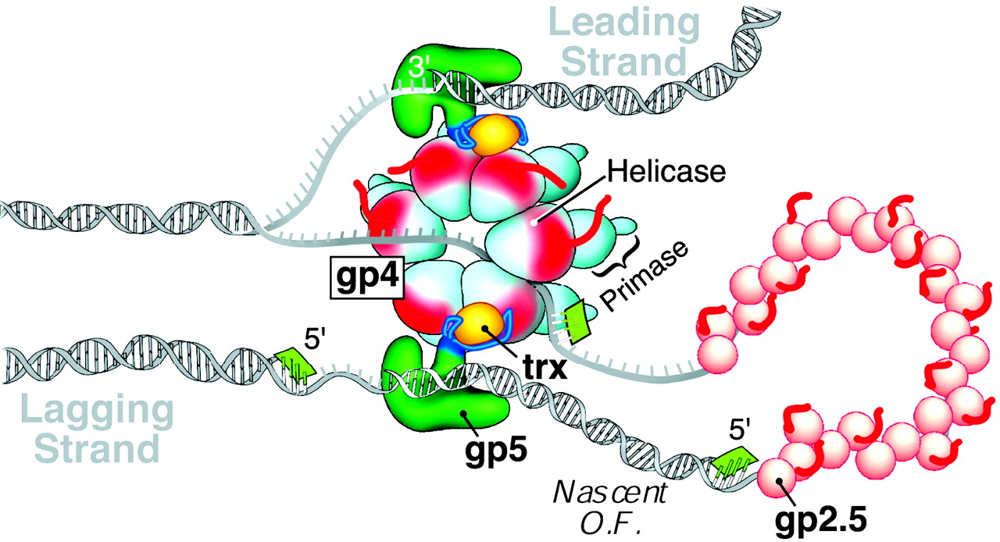 Leading
Strand
3'
Helicase
gp4
Primase
5'
trx
Lagging
Strand
gp5
5'
Nascent
O.F.
gp2.5